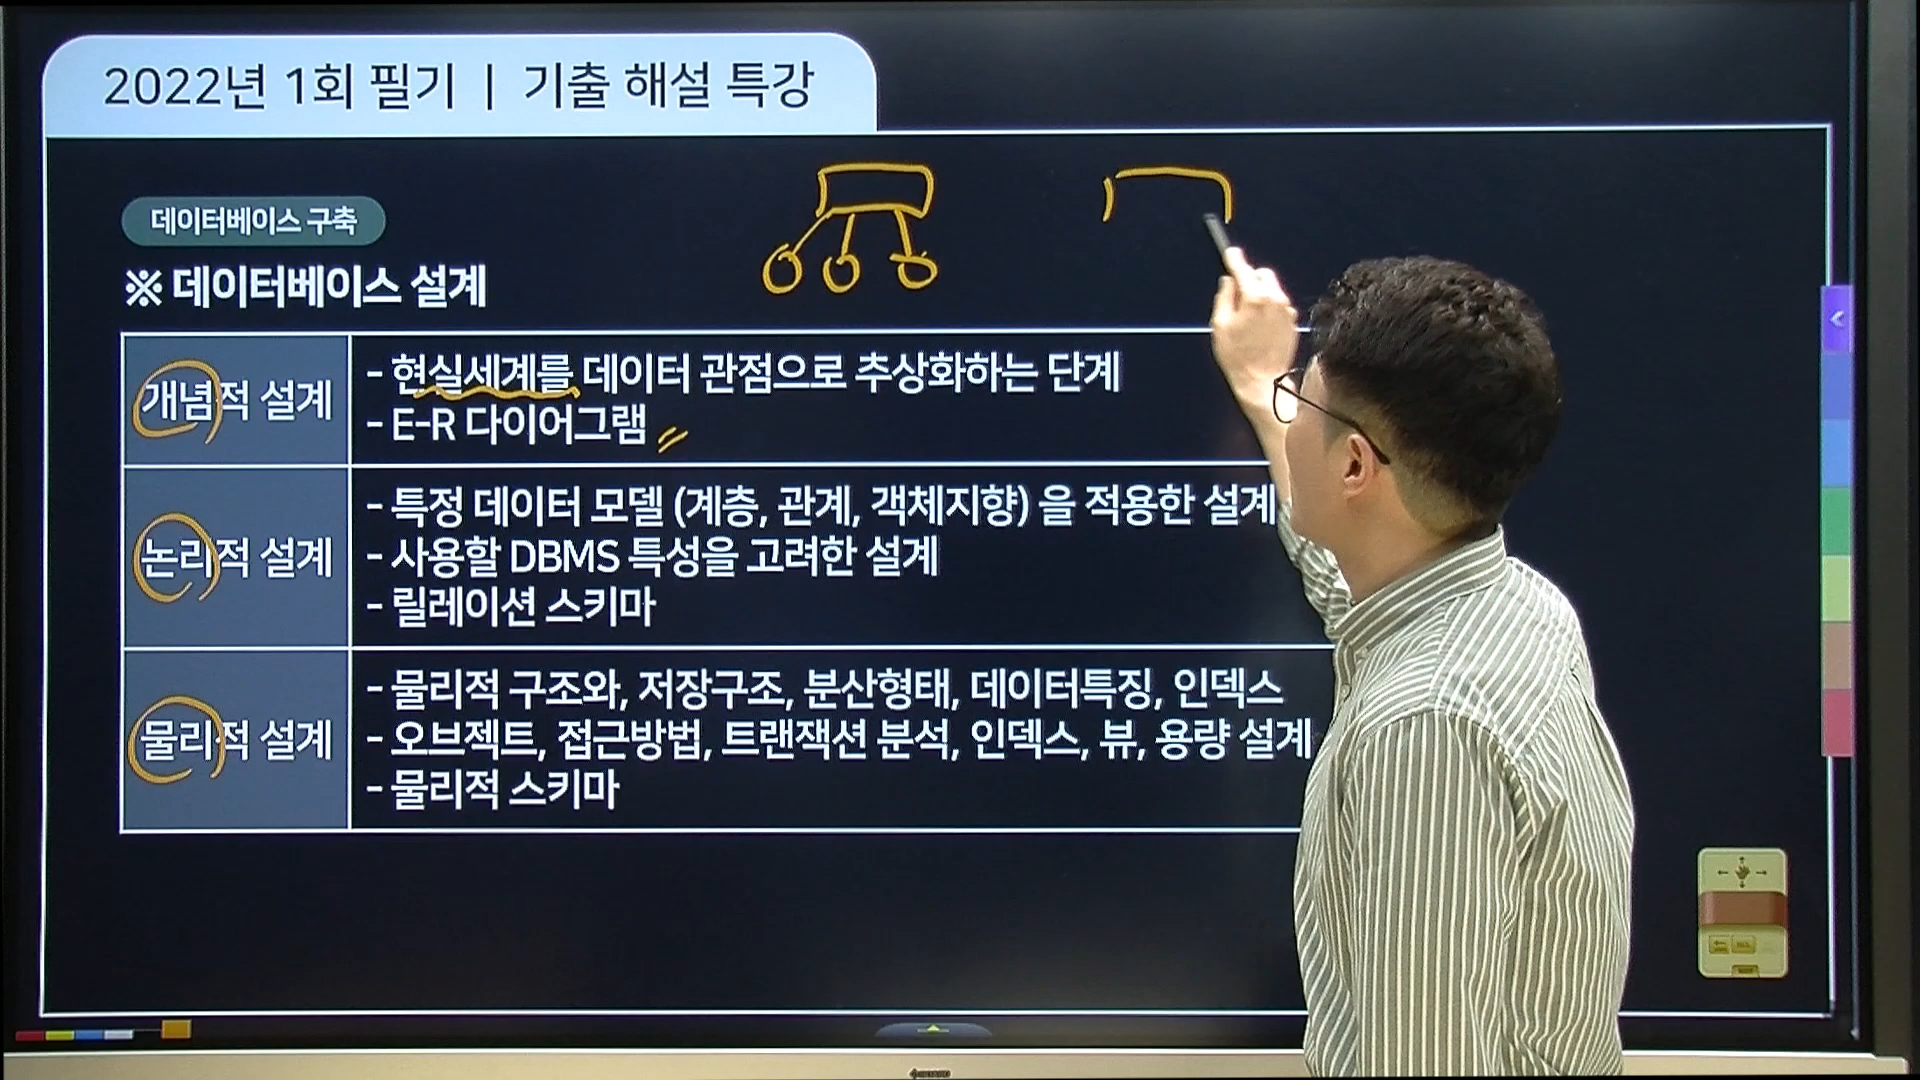 2022년 1회 필기 | 기출 해설 특강
데이터베이스 구축
※ 데이터베이스 설계
개념적 설계
- 현실세계를 데이터 관점으로 추상화하는 단계
- E-R 다이어그램
논리적 설계
- 특정 데이터 모델 (계층, 관계, 객체지향) 을 적용한 설계
- 사용할 DBMS 특성을 고려한 설계
- 릴레이션 스키마
물리적 설계
- 물리적 구조와, 저장구조, 분산형태, 데이터특징, 인덱스
- 오브젝트, 접근방법, 트랜잭션 분석, 인덱스, 뷰, 용량 설계
- 물리적 스키마